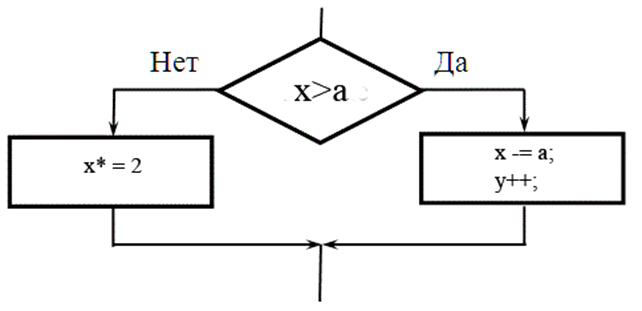 Нет
x>a
Да
x* = 2
x -= a;
y++;